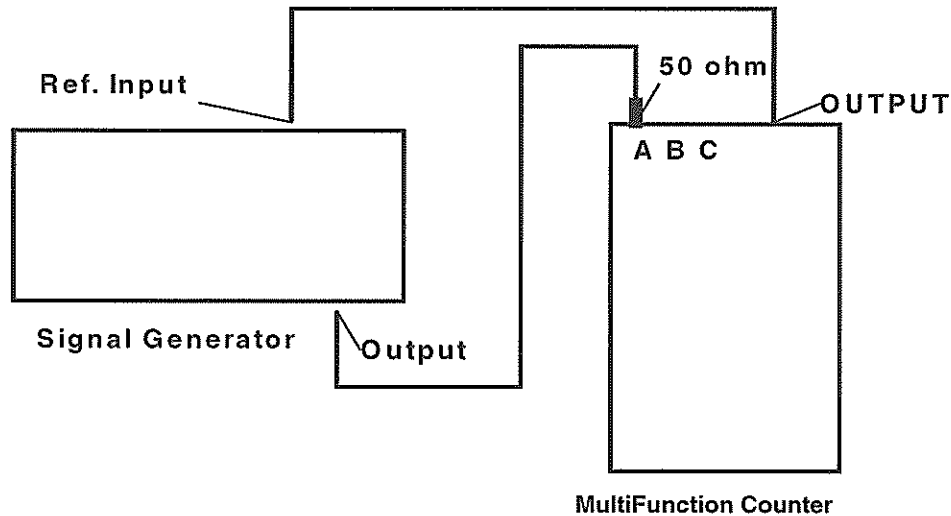 50 ohm
Ref. Input
OUTPUT
A B C
Signal Generator
Output
MultiFunction Counter